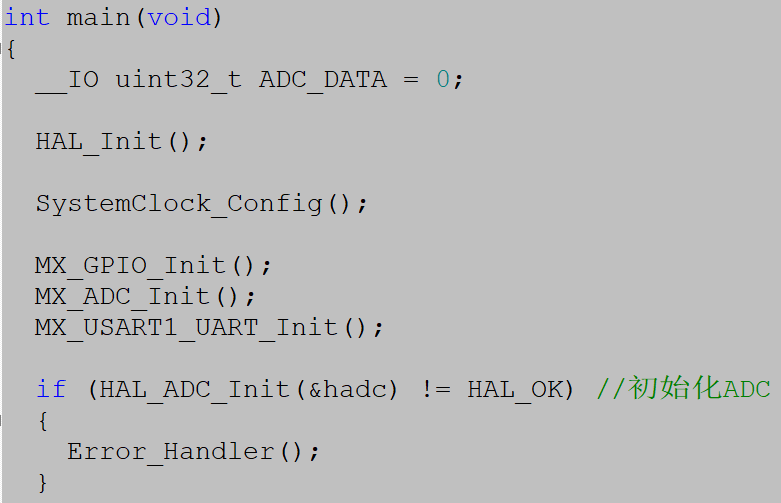 int main(void)
{
__IO uint32_t ADC_DATA = 0;
HAL_Init();
SystemClock_Config();
MX_GPIO_Init();
MX_ADC_Init();
MX_USART1_UART_Init();
if (HAL_ADC_Init(&hadc) != HAL_OK) //初始化ADC
{
Error_Handler();
}